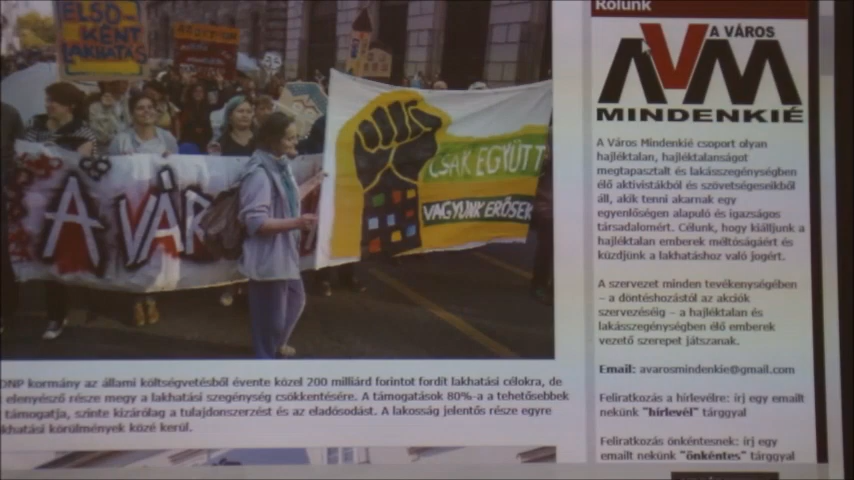 ELSŐ-
KÉNT
LAKHATÁS
A VÁR
CSAK EGYÜTT
VAGYUNK ERŐSEK
DNP kormány az állami költségvetésből évente közel 200 milliárd forintot fordít lakhatási célokra, de
elenyésző része megy a lakhatási szegénység csökkentésére. A támogatások 80%-a a tehetősebbek
támogatja, szinte kizárólag a tulajdonszerzést és az eladósodást. A lakosság jelentős része egyre
khatási körülmények közé kerül.
Rólunk
A VÁROS
MINDENKIÉ
A Város Mindenkié csoport olyan
hajléktalan, hajléktalanságot
megtapasztalt és lakásszegénységben
élő aktivistákból és szövetségeseikből
áll, akik tenni akarnak egy
egyenlőségen alapuló és igazságos
társadalomért. Célunk, hogy kiálljunk a
hajléktalan emberek méltóságáért és
küzdjünk a lakhatáshoz való jogért.
A szervezet minden tevékenységében
– a döntéshozástól az akciók
szervezéséig – a hajléktalan és
lakásszegénységben élő emberek
vezető szerepet játszanak.
Email: avarosmindenkie@gmail.com
Feliratkozás a hírlevélre: írj egy emailt
nekünk "hírlevél" tárggyal
Feliratkozás önkéntesnek: írj egy
emailt nekünk "önkéntes" tárggyal